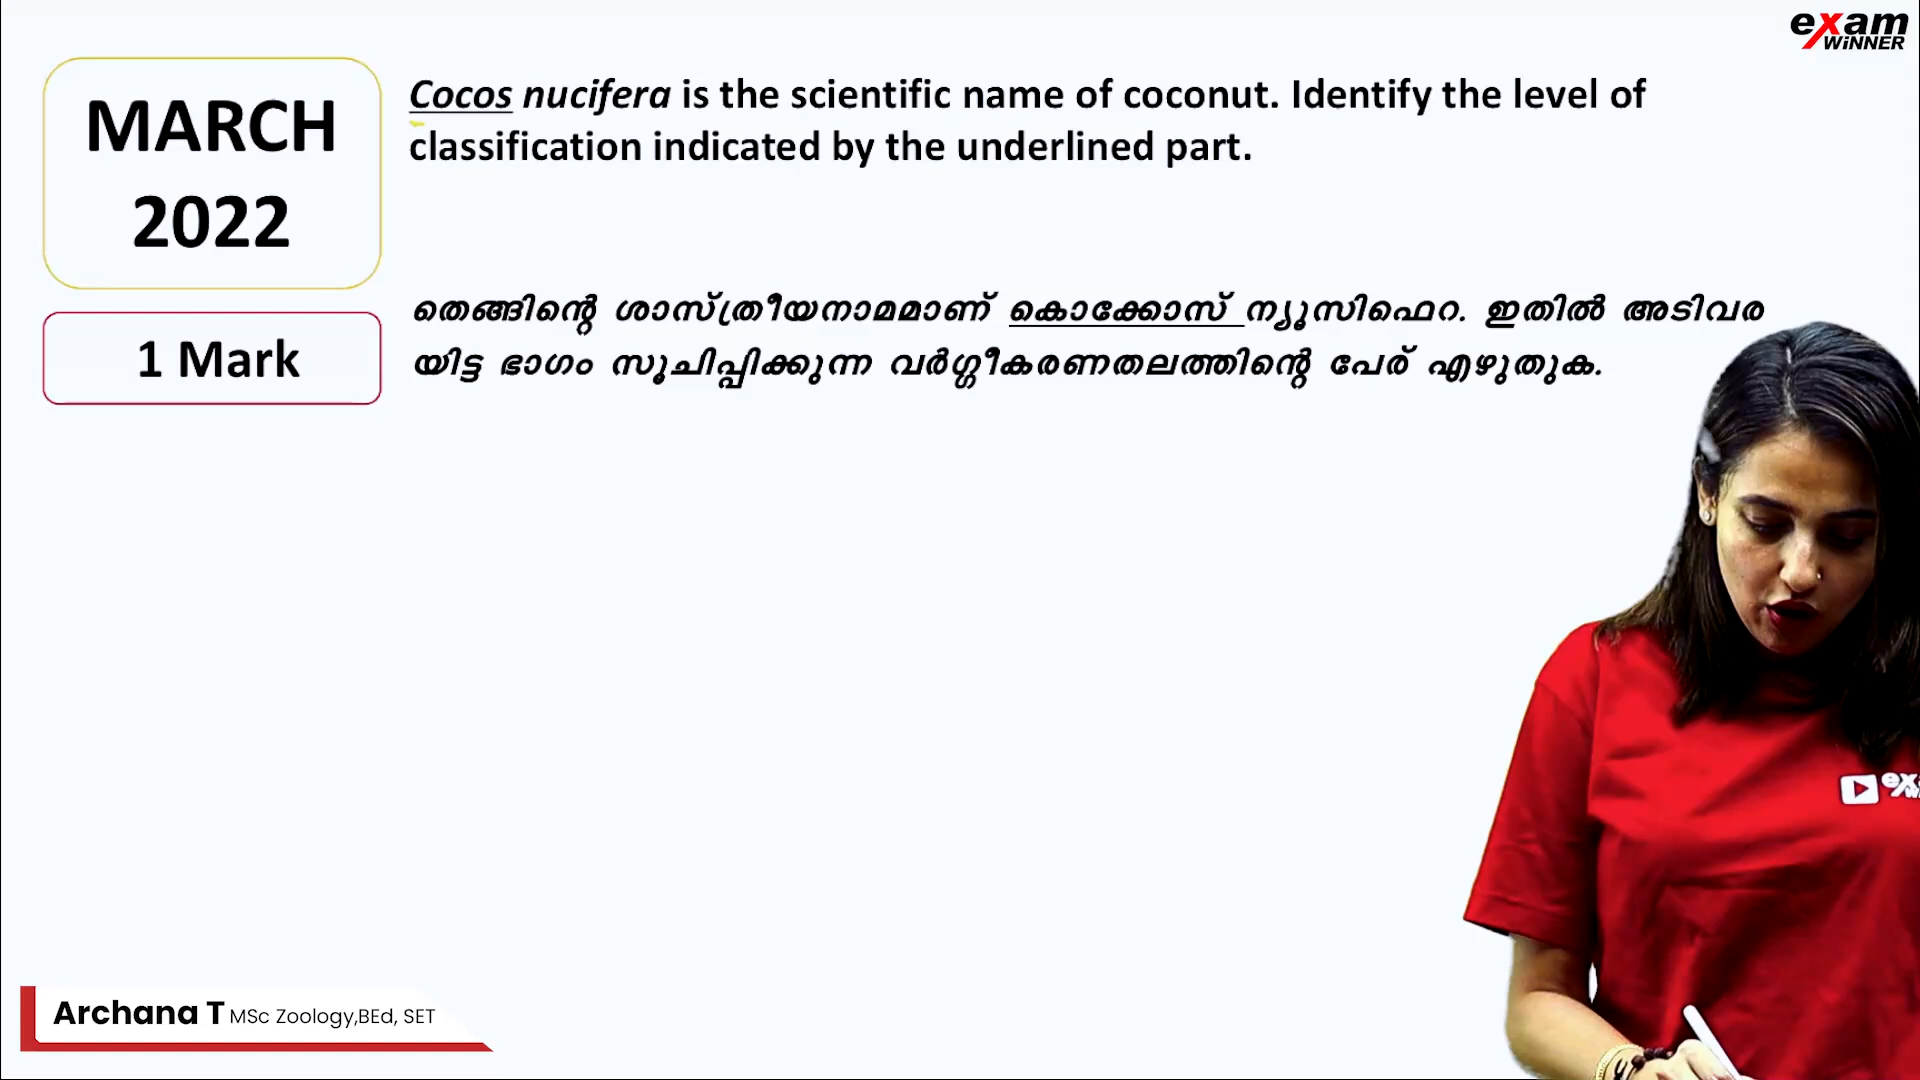 exam
WiNNER
MARCH
2022
1 Mark
Cocos nucifera is the scientific name of coconut. Identify the level of
classification indicated by the underlined part.
തെങ്ങിന്റെ ശാസ്ത്രീയനാമമാണ് കൊക്കോസ് ന്യൂസിഫെറ. ഇതിൽ അടിവര
യിട്ട ഭാഗം സൂചിപ്പിക്കുന്ന വർഗ്ഗീകരണതലത്തിന്റെ പേര് എഴുതുക.
Archana T MSc Zoology,BEd, SET